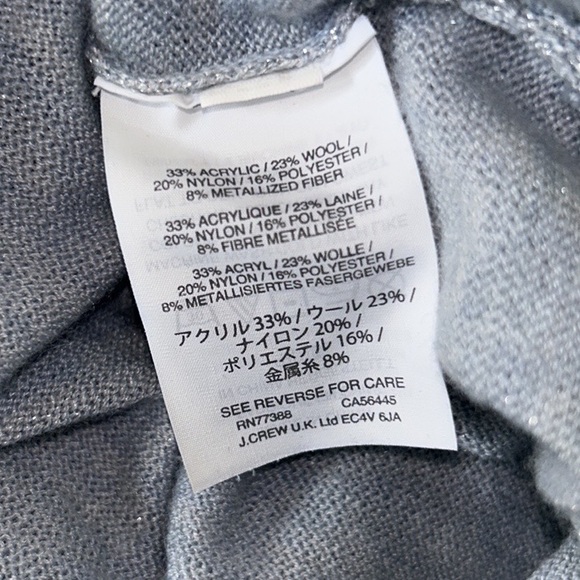 33% ACRYLIC / 23% WOOL /
20% NYLON / 16% POLYESTER /
8% METALLIZED FIBER
33% ACRYLIQUE / 23% LAINE /
20% NYLON / 16% POLYESTER /
8% FIBRE METALLISÉE
33% ACRYL / 23% WOLLE /
20% NYLON / 16% POLYESTER /
8% METALLISIERTES FASERGEWEBE
アクリル 33% / ウール 23% /
ナイロン 20% /
ポリエステル 16% /
金属糸 8%
SEE REVERSE FOR CARE
RN77388 CA56445
J.CREW U.K. Ltd EC4V 6JA